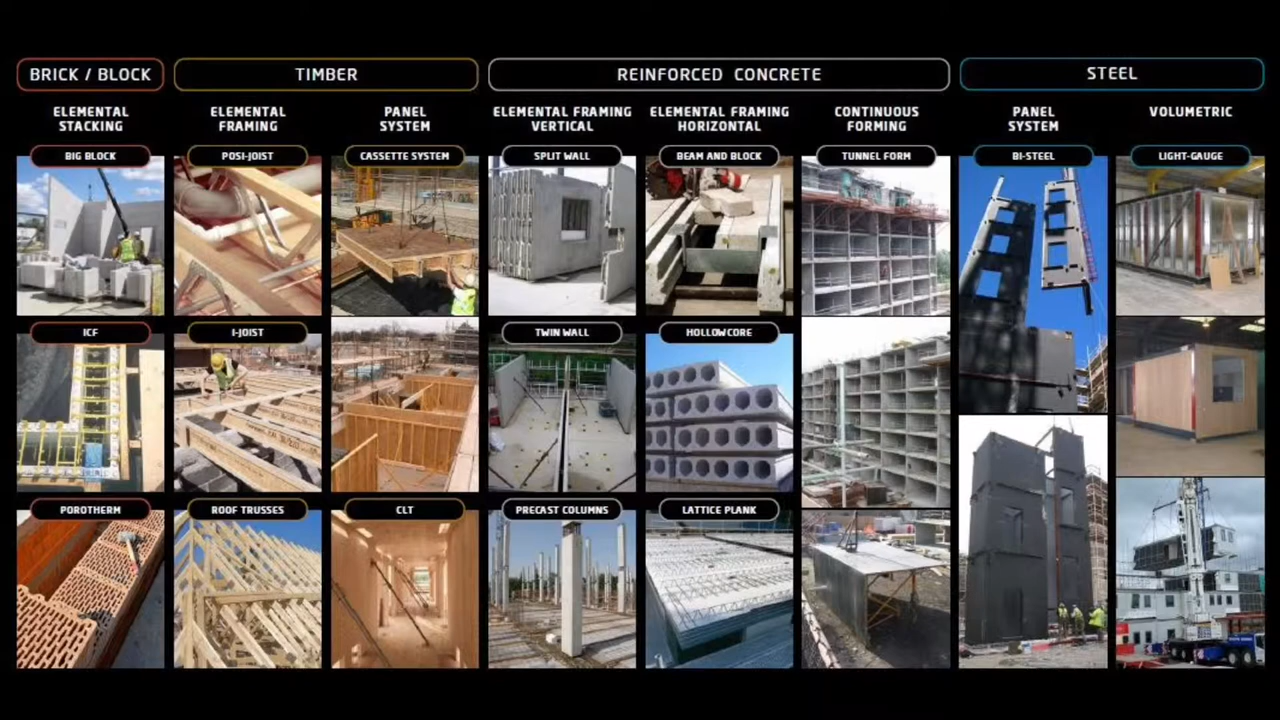 BRICK / BLOCK
TIMBER
REINFORCED CONCRETE
STEEL
ELEMENTAL
STACKING
ELEMENTAL
FRAMING
PANEL
SYSTEM
ELEMENTAL FRAMING
VERTICAL
ELEMENTAL FRAMING
HORIZONTAL
CONTINUOUS
FORMING
PANEL
SYSTEM
VOLUMETRIC
BIG BLOCK
POSI-JOIST
CASSETTE SYSTEM
SPLIT WALL
BEAM AND BLOCK
TUNNEL FORM
BI-STEEL
LIGHT-GAUGE
ICF
I-JOIST
TWIN WALL
HOLLOWCORE
POROTHERM
ROOF TRUSSES
CLT
PRECAST COLUMNS
LATTICE PLANK